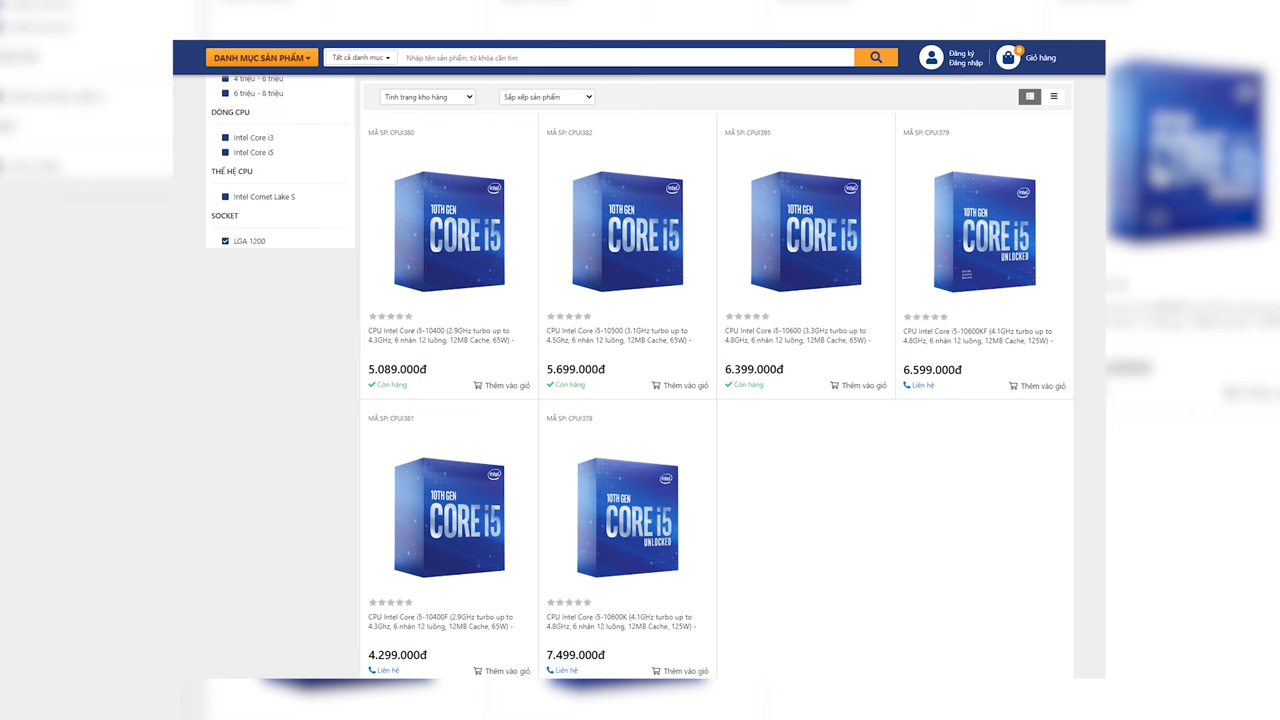 DANH MỤC SẢN PHẨM
Tất cả danh mục
Nhập tên sản phẩm, từ khóa cần tìm
Đăng ký
Đăng nhập
0
Giỏ hàng
4 triệu - 6 triệu
6 triệu - 8 triệu
DÒNG CPU
Intel Core i3
Intel Core i5
THẾ HỆ CPU
Intel Comet Lake S
SOCKET
LGA 1200
Tình trạng kho hàng
Sắp xếp sản phẩm
MÃ SP: CPUI380
intel
10TH GEN
CORE i5
CPU Intel Core i5-10400 (2.9GHz turbo up to
4.3Ghz, 6 nhân 12 luồng, 12MB Cache, 65W) -
5.089.000đ
Còn hàng
Thêm vào giỏ
MÃ SP: CPUI382
intel
10TH GEN
CORE i5
CPU Intel Core i5-10500 (3.1GHz turbo up to
4.5Ghz, 6 nhân 12 luồng, 12MB Cache, 65W) -
5.699.000đ
Còn hàng
Thêm vào giỏ
MÃ SP: CPUI395
intel
10TH GEN
CORE i5
CPU Intel Core i5-10600 (3.3GHz turbo up to
4.8GHz, 6 nhân 12 luồng, 12MB Cache, 65W) -
6.399.000đ
Còn hàng
Thêm vào giỏ
MÃ SP: CPUI379
intel
10TH GEN
CORE i5
UNLOCKED
CPU Intel Core i5-10600KF (4.1GHz turbo up to
4.8GHz, 6 nhân 12 luồng, 12MB Cache, 125W) -
6.599.000đ
Liên hệ
Thêm vào giỏ
MÃ SP: CPUI381
intel
10TH GEN
CORE i5
CPU Intel Core i5-10400F (2.9GHz turbo up to
4.3Ghz, 6 nhân 12 luồng, 12MB Cache, 65W) -
4.299.000đ
Liên hệ
Thêm vào giỏ
MÃ SP: CPUI378
intel
10TH GEN
CORE i5
UNLOCKED
CPU Intel Core i5-10600K (4.1GHz turbo up to
4.8GHz, 6 nhân 12 luồng, 12MB Cache, 125W) -
7.499.000đ
Liên hệ
Thêm vào giỏ